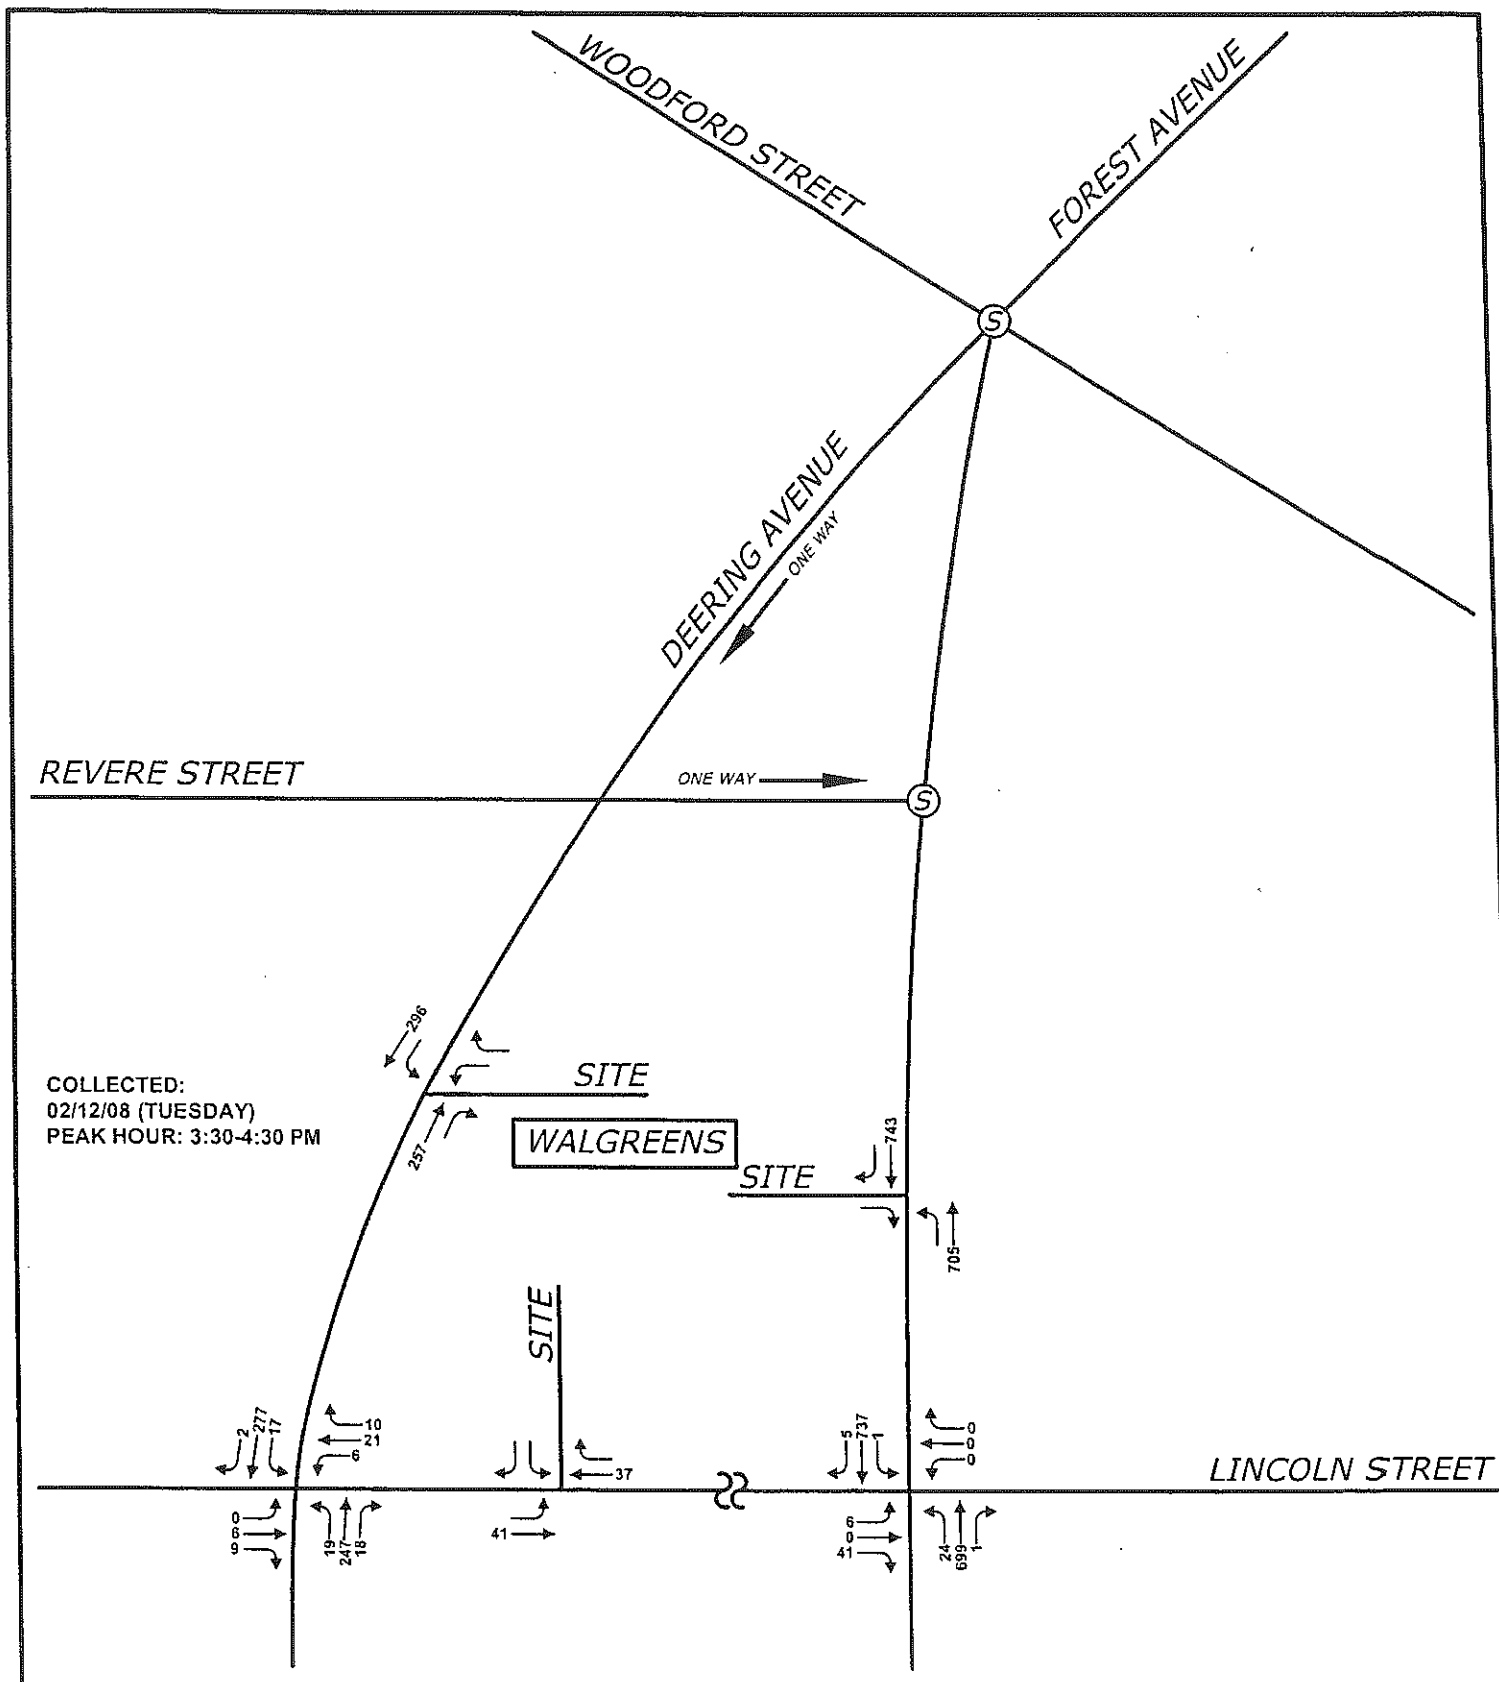 WOODFORD STREET
FOREST AVENUE
S
DEERING AVENUE
ONE WAY
REVERE STREET
ONE WAY
S
296
SITE
COLLECTED:
02/12/08 (TUESDAY)
PEAK HOUR: 3:30-4:30 PM
257
WALGREENS
743
SITE
705
SITE
2
277
17
10
21
6
37
5
737
1
0
0
0
LINCOLN STREET
0
6
9
19
247
18
41
6
0
41
24
699
1